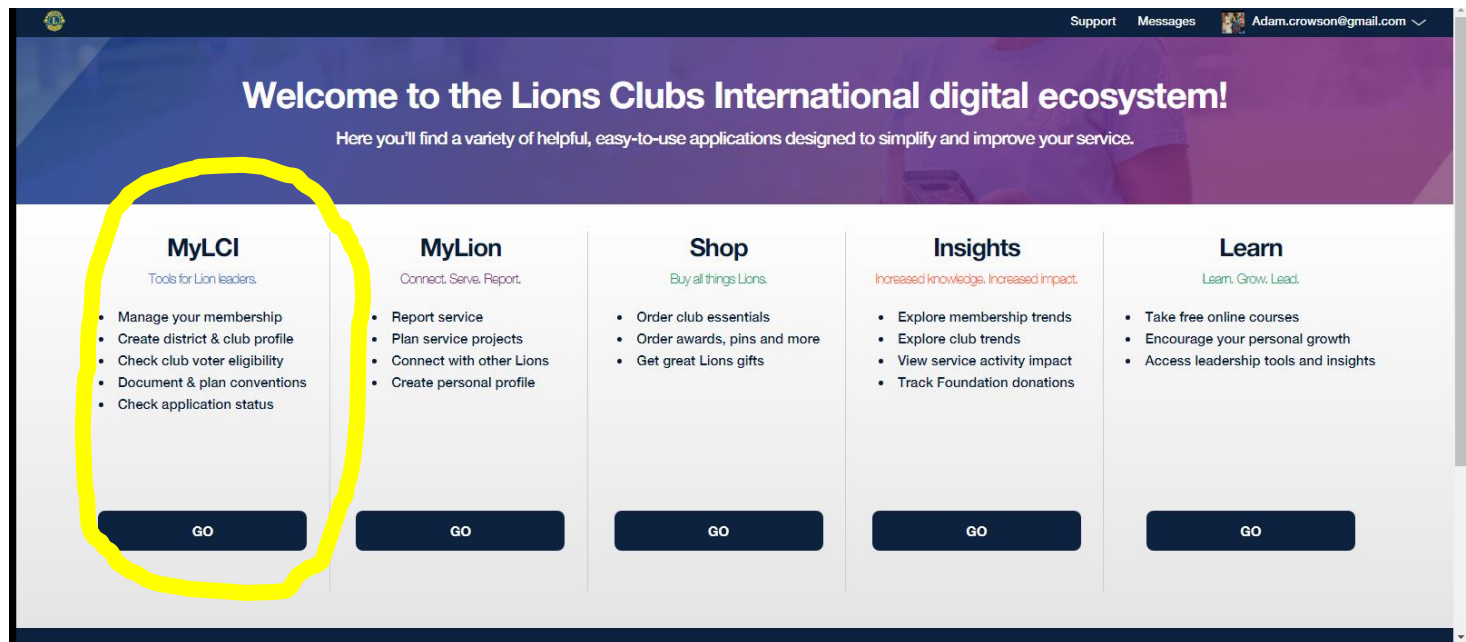 Support Messages Adam.crowson@gmail.com
Welcome to the Lions Clubs International digital ecosystem!
Here you'll find a variety of helpful, easy-to-use applications designed to simplify and improve your service.
MyLCI
Tools for Lion leaders.
• Manage your membership
• Create district & club profile
• Check club voter eligibility
• Document & plan conventions
• Check application status
GO
MyLion
Connect. Serve. Report.
• Report service
• Plan service projects
• Connect with other Lions
• Create personal profile
GO
Shop
Buy all things Lions.
• Order club essentials
• Order awards, pins and more
• Get great Lions gifts
GO
Insights
Increased knowledge. Increased impact.
• Explore membership trends
• Explore club trends
• View service activity impact
• Track Foundation donations
GO
Learn
Learn. Grow. Lead.
• Take free online courses
• Encourage your personal growth
• Access leadership tools and insights
GO